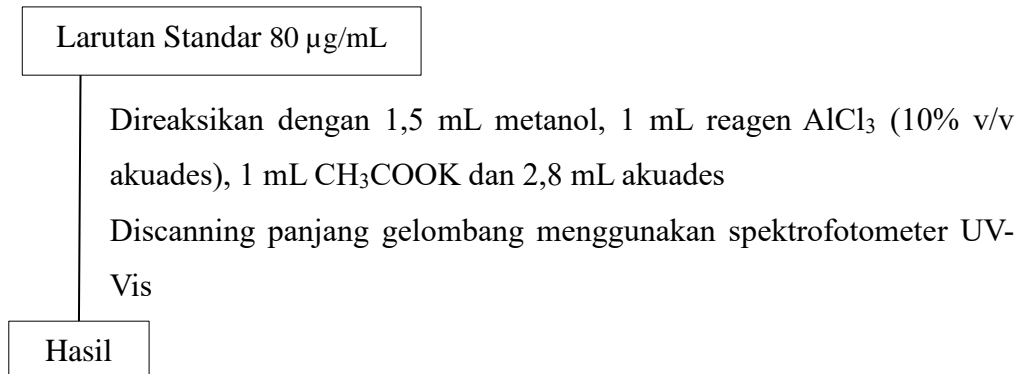 Larutan Standar 80 µg/mL
Direaksikan dengan 1,5 mL metanol, 1 mL reagen AlCl₃ (10% v/v
akuades), 1 mL CH₃COOK dan 2,8 mL akuades
Discanning panjang gelombang menggunakan spektrofotometer UV-
Vis
Hasil